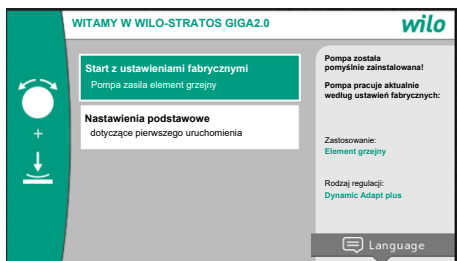 WITAMY W WILO-STRATOS GIGA2.0
wilo
Start z ustawieniami fabrycznymi
Pompa zasila element grzejny
Nastawienia podstawowe
dotyczące pierwszego uruchomienia
+
Pompa została
pomyślnie zainstalowana!
Pompa pracuje aktualnie
według ustawień fabrycznych:
Zastosowanie:
Element grzejny
Rodzaj regulacji:
Dynamic Adapt plus
Language